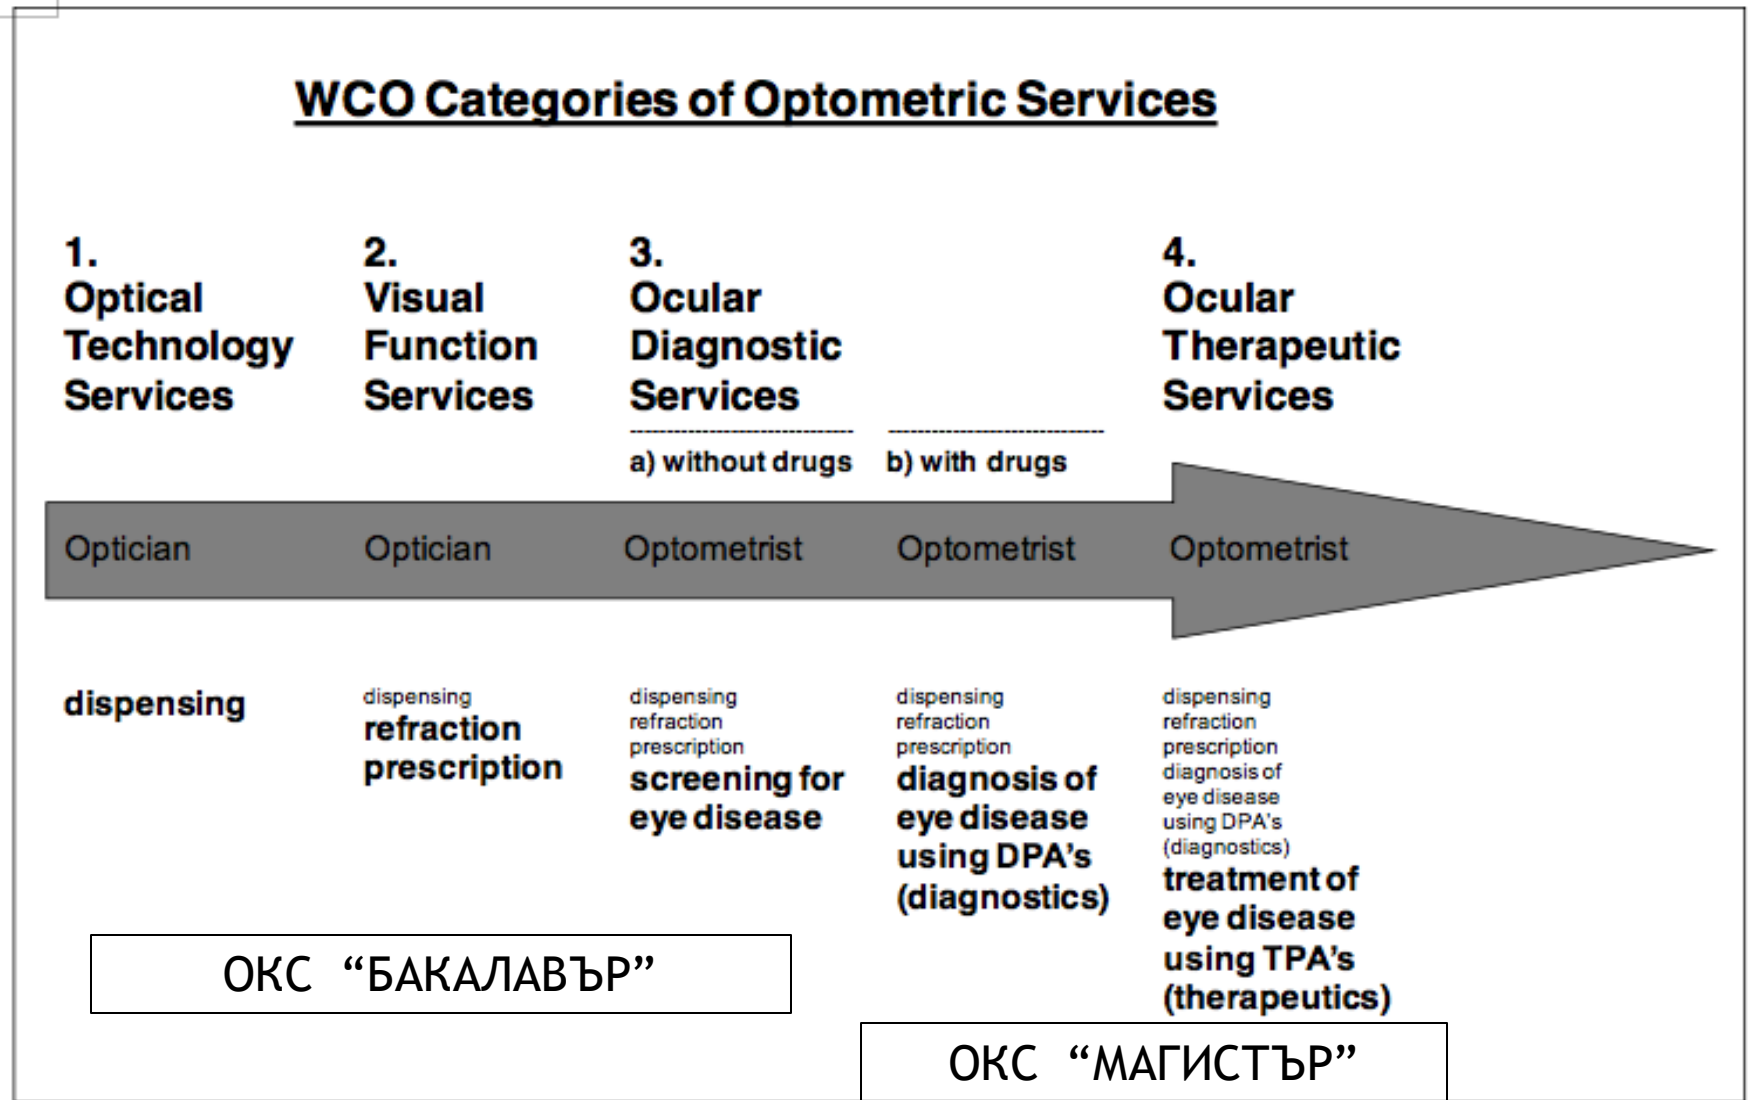 WCO Categories of Optometric Services
1.
Optical
Technology
Services
2.
Visual
Function
Services
3.
Ocular
Diagnostic
Services
------------------------------
a) without drugs
-----------------------------
b) with drugs
4.
Ocular
Therapeutic
Services
Optician
Optician
Optometrist
Optometrist
Optometrist
dispensing
dispensing
refraction
prescription
dispensing
refraction
prescription
screening for
eye disease
dispensing
refraction
prescription
diagnosis of
eye disease
using DPA's
(diagnostics)
dispensing
refraction
prescription
diagnosis of
eye disease
using DPA's
(diagnostics)
treatment of
eye disease
using TPA's
(therapeutics)
ОКС “БАКАЛАВЪР”
ОКС “МАГИСТЪР”